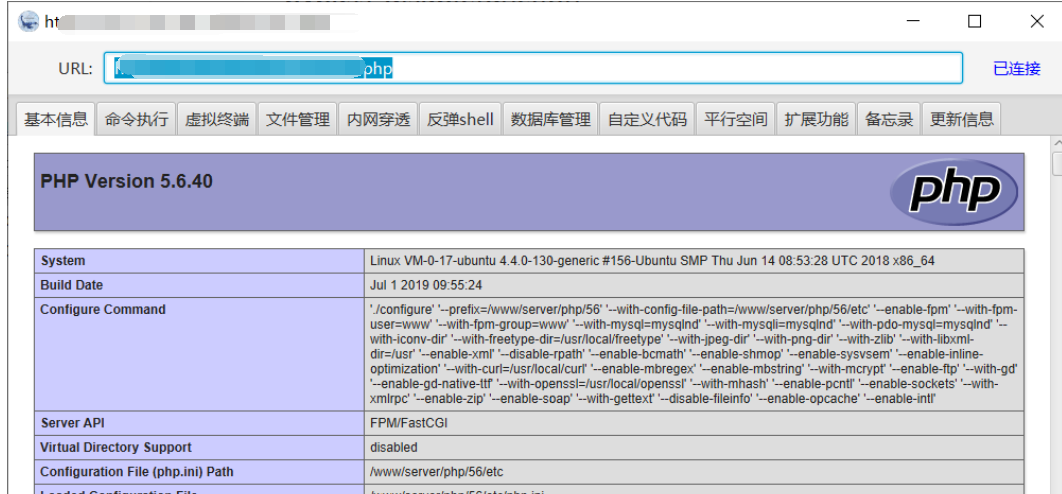 ht
URL: php 已连接
基本信息 命令执行 虚拟终端 文件管理 内网穿透 反弹shell 数据库管理 自定义代码 平行空间 扩展功能 备忘录 更新信息
PHP Version 5.6.40
php
System Linux VM-0-17-ubuntu 4.4.0-130-generic #156-Ubuntu SMP Thu Jun 14 08:53:28 UTC 2018 x86_64
Build Date Jul 1 2019 09:55:24
Configure Command './configure' '--prefix=/www/server/php/56' '--with-config-file-path=/www/server/php/56/etc' '--enable-fpm' '--with-fpm-
user=www' '--with-fpm-group=www' '--with-mysql=mysqlnd' '--with-mysqli=mysqlnd' '--with-pdo-mysql=mysqlnd' '--
with-iconv-dir' '--with-freetype-dir=/usr/local/freetype' '--with-jpeg-dir' '--with-png-dir' '--with-zlib' '--with-libxml-
dir=/usr' '--enable-xml' '--disable-rpath' '--enable-bcmath' '--enable-shmop' '--enable-sysvsem' '--enable-inline-
optimization' '--with-curl=/usr/local/curl' '--enable-mbregex' '--enable-mbstring' '--with-mcrypt' '--enable-ftp' '--with-gd'
'--enable-gd-native-ttf' '--with-openssl=/usr/local/openssl' '--with-mhash' '--enable-pcntl' '--enable-sockets' '--with-
xmlrpc' '--enable-zip' '--enable-soap' '--with-gettext' '--disable-fileinfo' '--enable-opcache' '--enable-intl'
Server API FPM/FastCGI
Virtual Directory Support disabled
Configuration File (php.ini) Path /www/server/php/56/etc
Loaded Configuration File /www/server/php/56/etc/php.ini